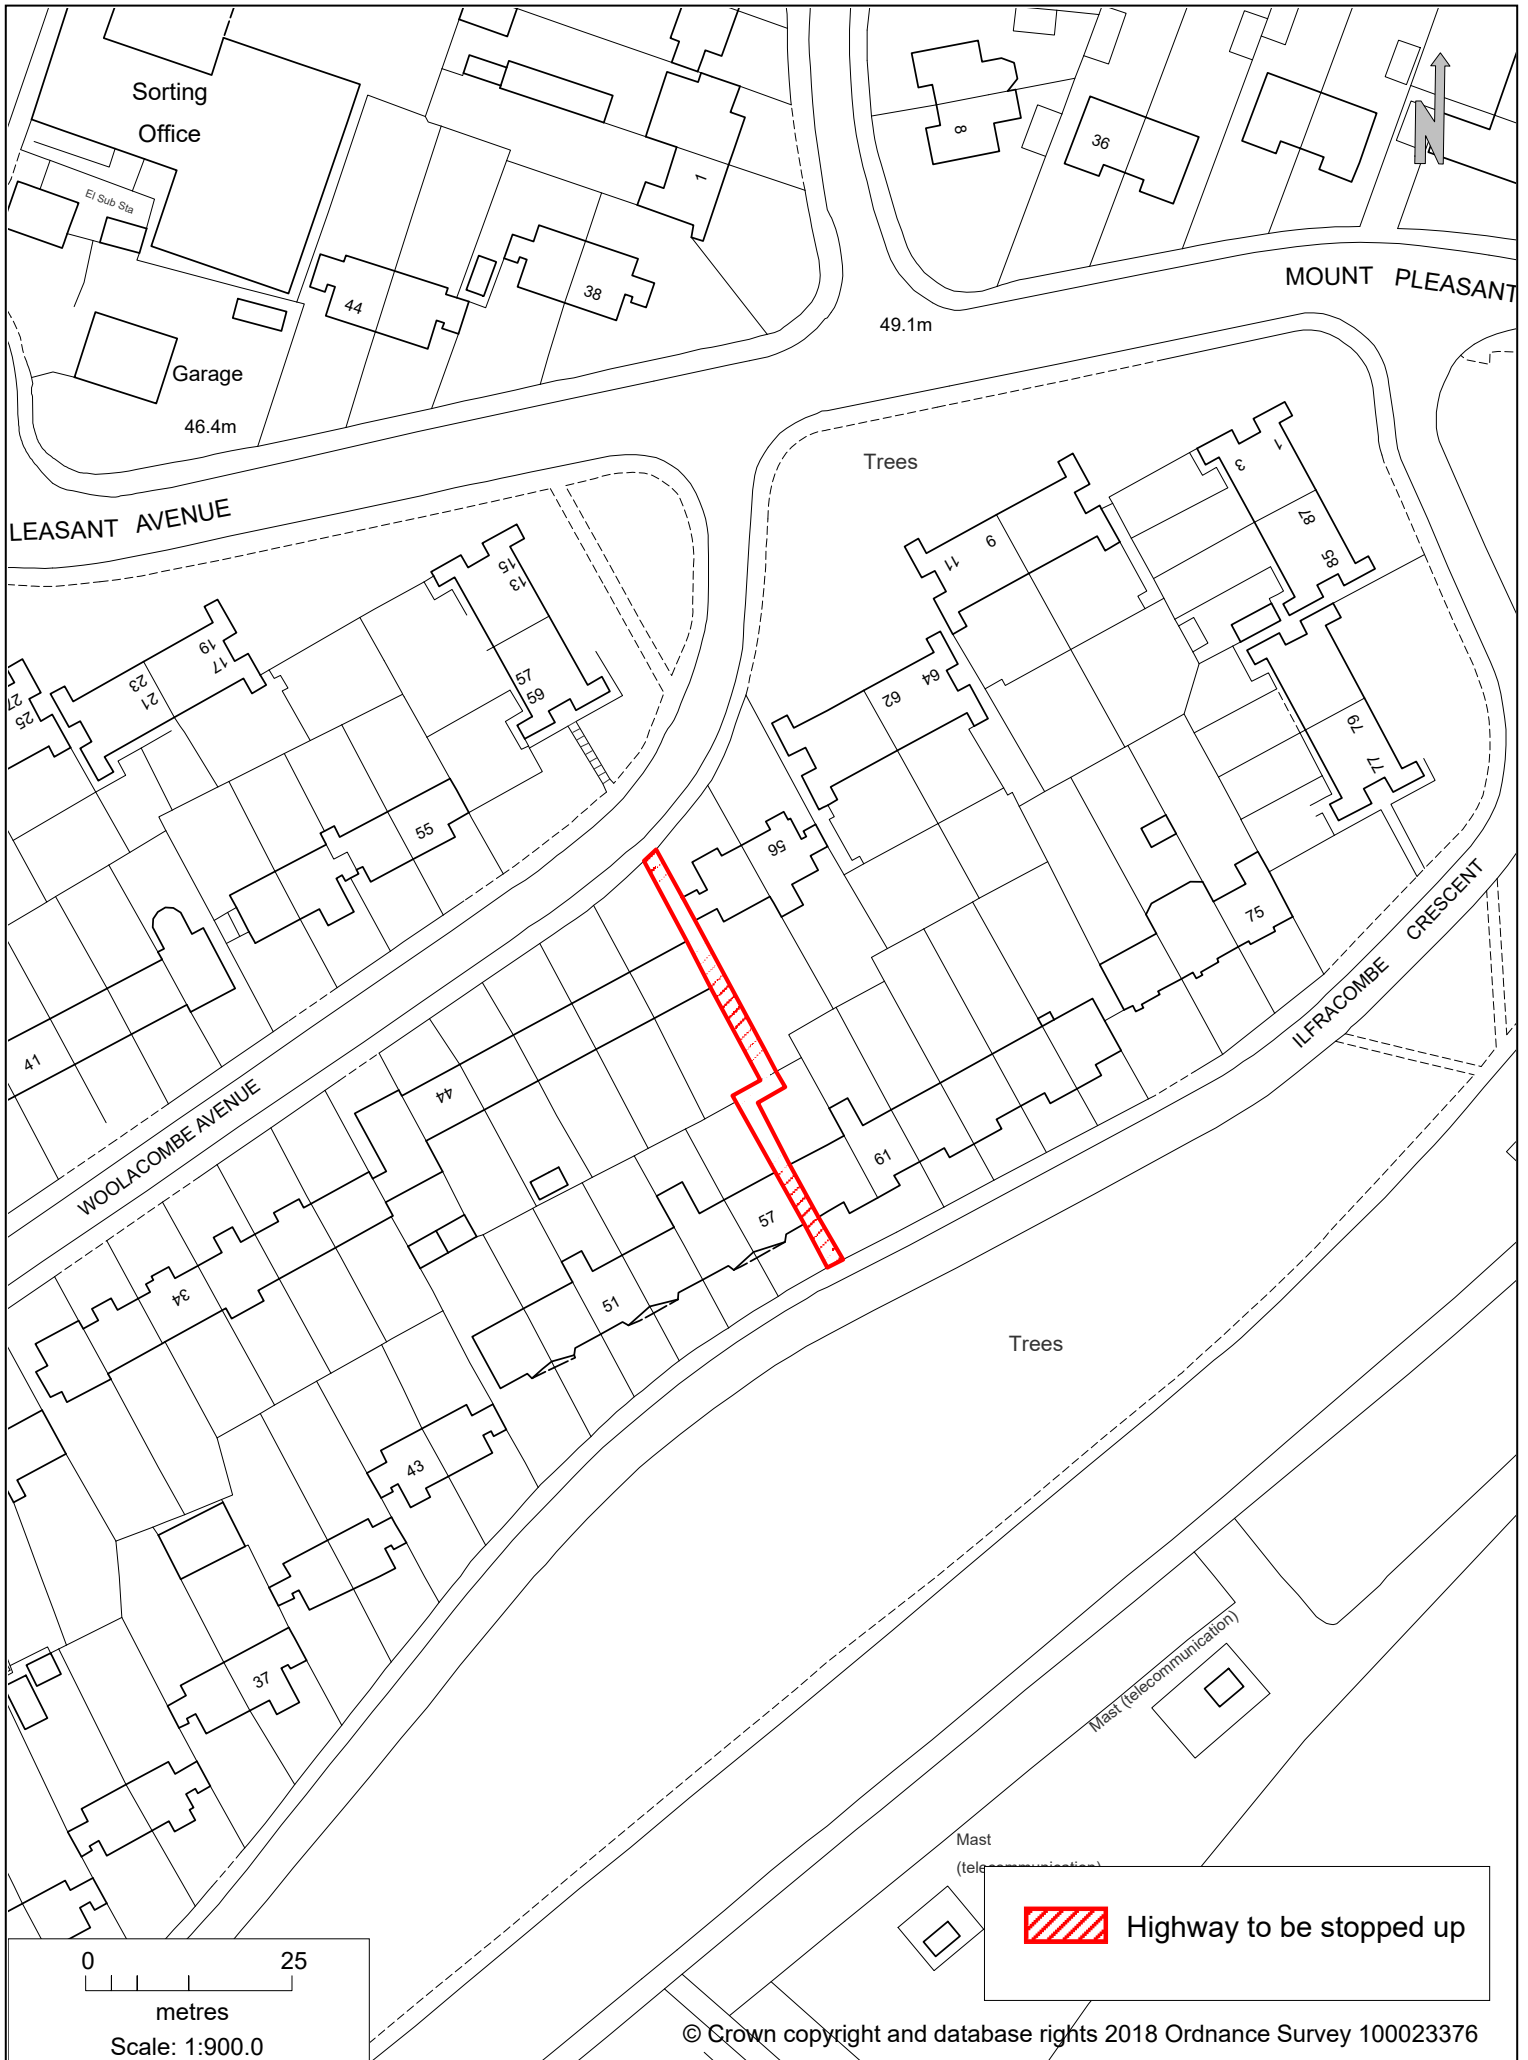 Sorting
Office
El Sub Sta
1
8
36
44
38
MOUNT PLEASANT
49.1m
Garage
46.4m
LEASANT AVENUE
Trees
1
3
87
85
9
11
15
13
19
17
23
21
27
25
57
59
64
62
79
77
55
56
75
CRESCENT
ILFRACOMBE
41
44
WOOLACOMBE AVENUE
61
57
34
51
Trees
43
37
Mast (telecommunication)
Mast
(telecommunication)
Highway to be stopped up
0 25
metres
Scale: 1:900.0
© Crown copyright and database rights 2018 Ordnance Survey 100023376
N